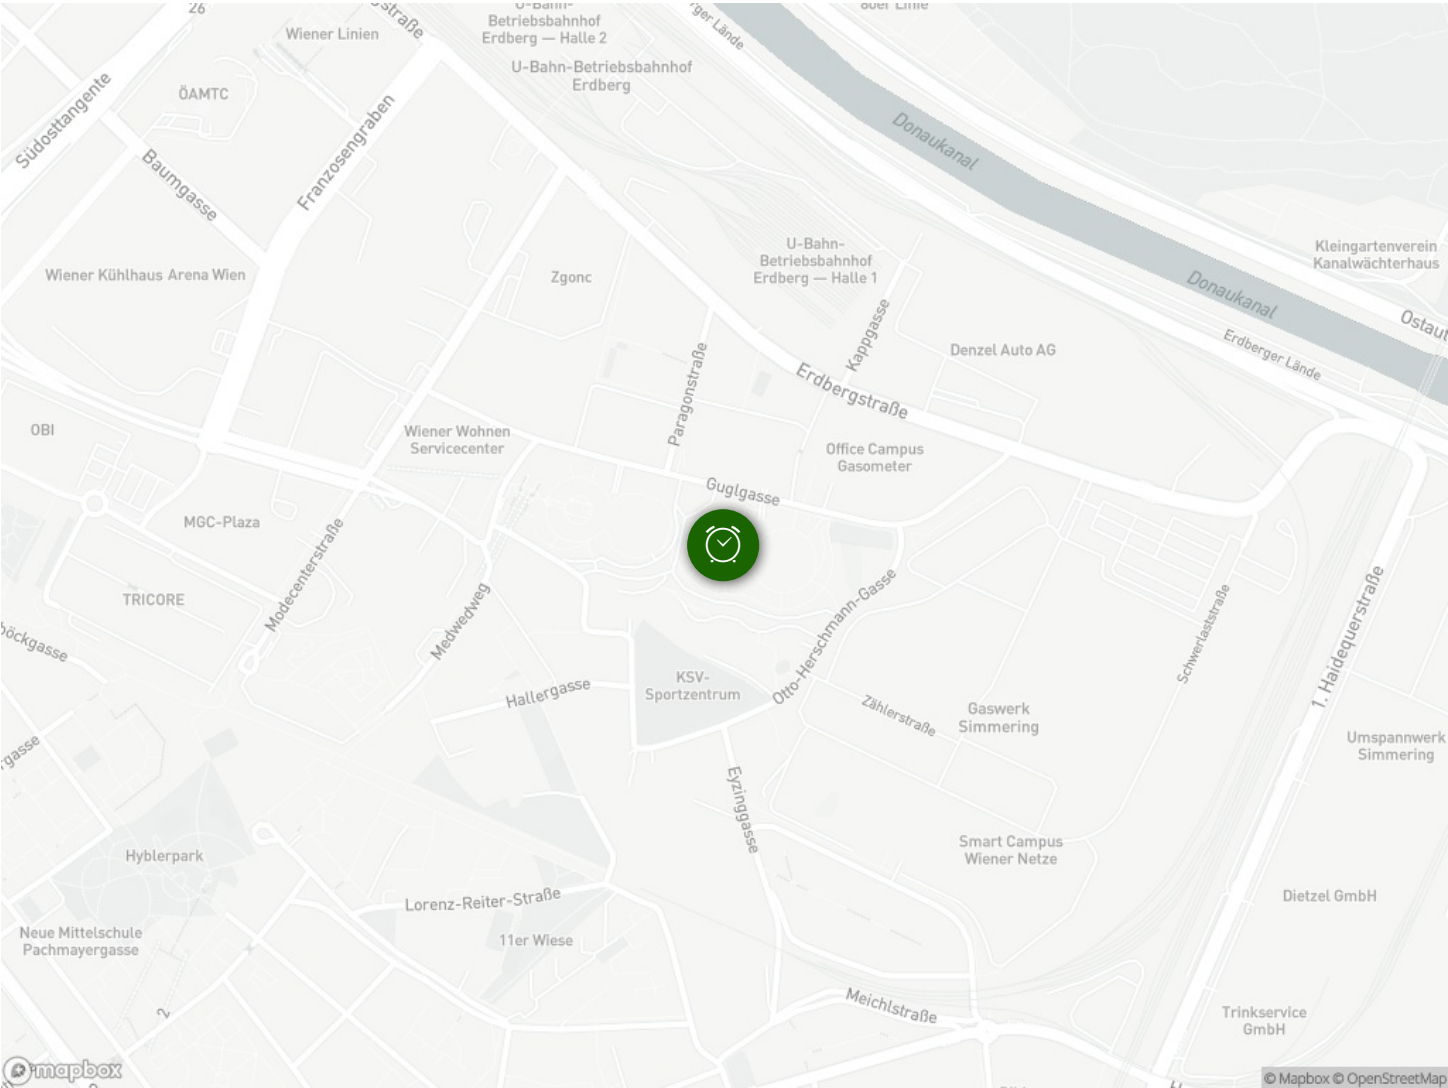 26
Wiener Linien
U-Bahn-
Betriebsbahnhof
Erdberg — Halle 2
U-Bahn-Betriebsbahnhof
Erdberg
ÖAMTC
Südosttangente
Baumgasse
Franzosengraben
Donaukanal
U-Bahn-
Betriebsbahnhof
Erdberg — Halle 1
Kleingartenverein
Kanalwächterhaus
Wiener Kühlhaus
Arena Wien
Zgonc
Donaukanal
Kappgasse
Denzel Auto AG
Erdberger Lände
Paragonstraße
Erdbergstraße
OBI
Wiener Wohnen
Servicecenter
Office Campus
Gasometer
Guglgasse
MGC-Plaza
Modecenterstraße
TRICORE
Medwedweg
Otto-Herschmann-Gasse
Schwerlaststraße
1. Haidequerstraße
KSV-
Sportzentrum
Hallergasse
Zählerstraße
Gaswerk
Simmering
Umspannwerk
Simmering
Eyzinggasse
Hyblerpark
Smart Campus
Wiener Netze
Lorenz-Reiter-Straße
Dietzel GmbH
Neue Mittelschule
Pachmayergasse
11er Wiese
2
Meichlstraße
Trinkservice
GmbH
mapbox
© Mapbox © OpenStreetMap